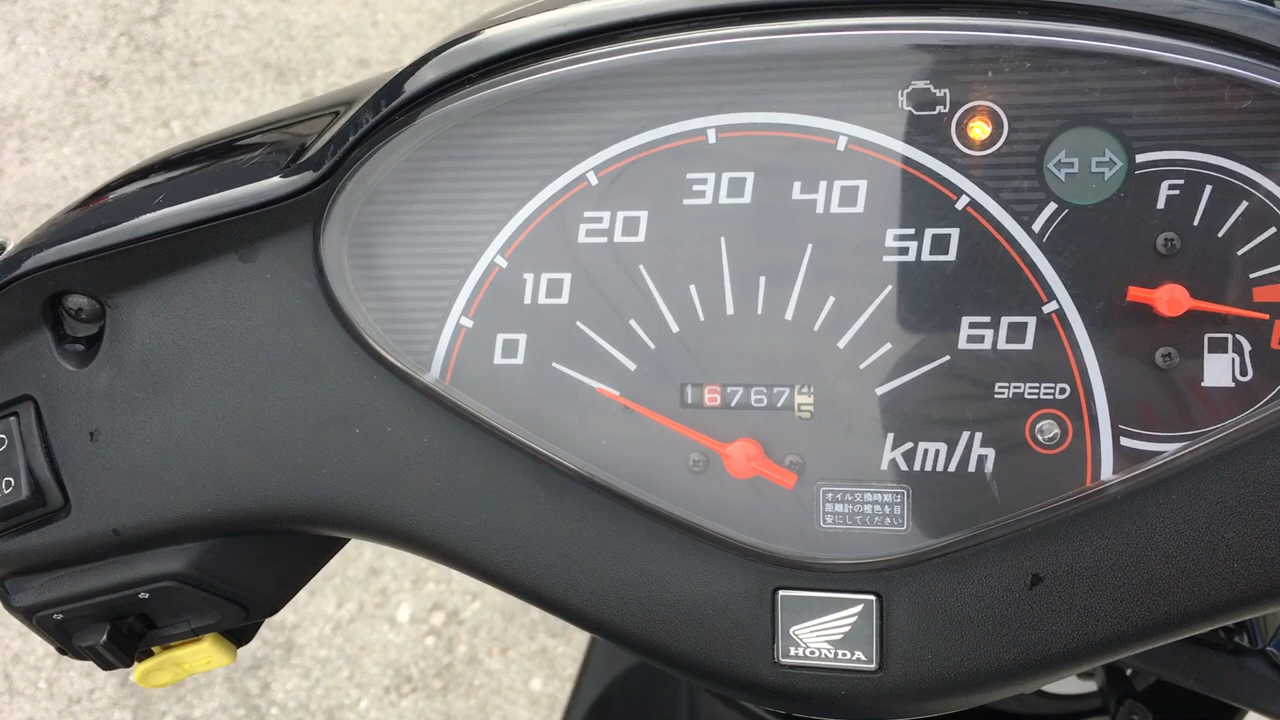 0
10
20
30
40
50
60
F
16767
SPEED
km/h
オイル交換時期は
距離計の橙色を目
安にしてください
HONDA